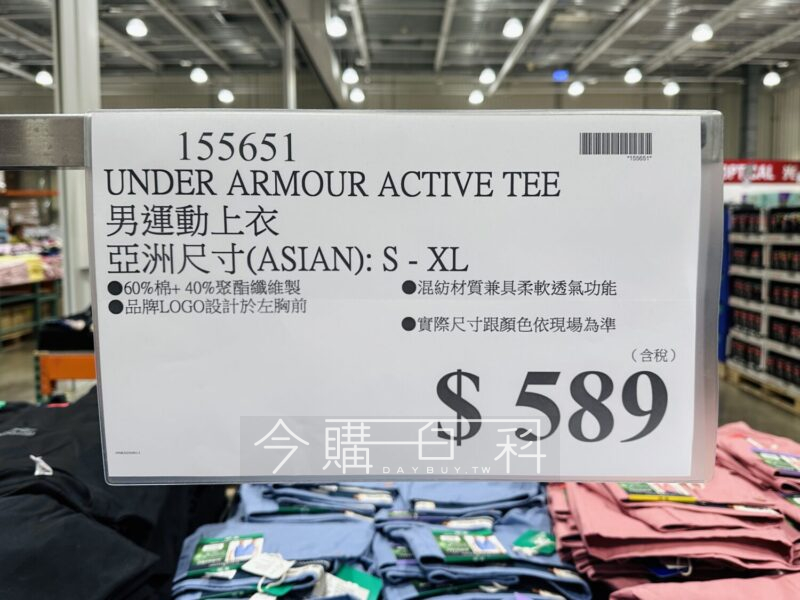 155651
*155651*
UNDER ARMOUR ACTIVE TEE
男運動上衣
亞洲尺寸(ASIAN): S - XL
●60%棉+ 40%聚酯纖維製
●品牌LOGO設計於左胸前
●混紡材質兼具柔軟透氣功能
●實際尺寸跟顏色依現場為準
(含稅)
$ 589
今購百科
DAYBUY.TW
OPTICAL 光